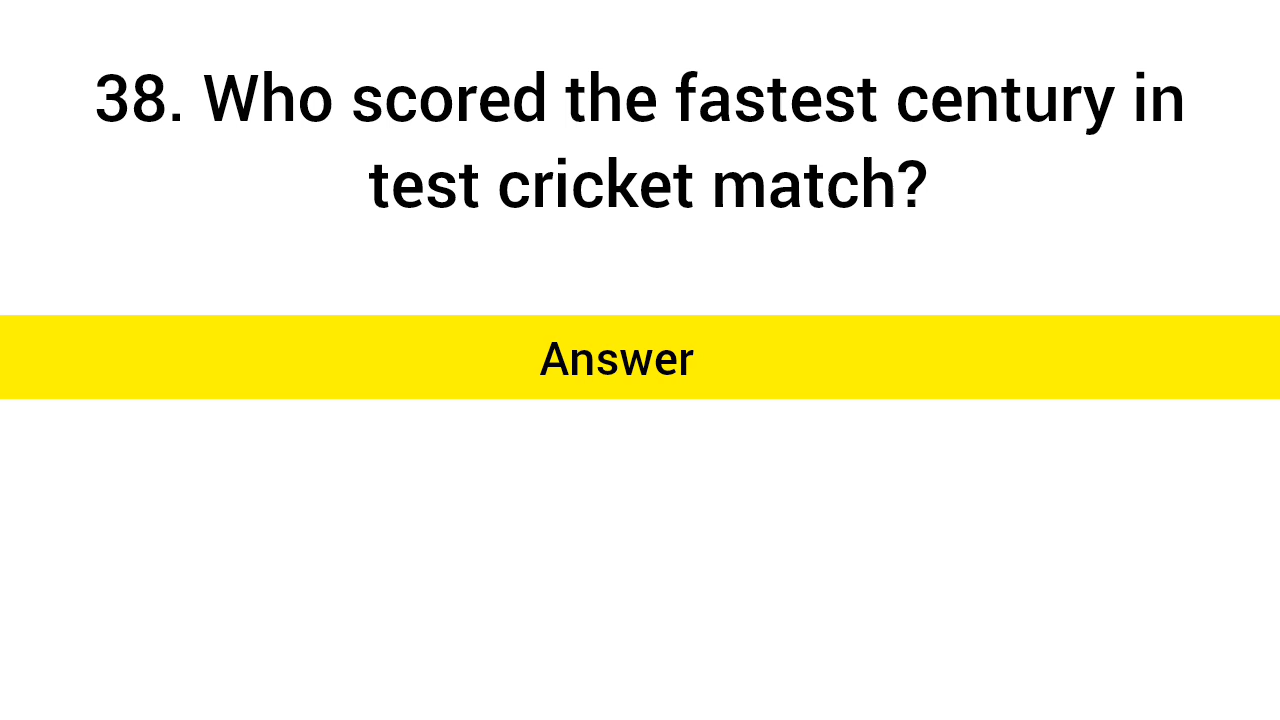 38. Who scored the fastest century in
test cricket match?
Answer